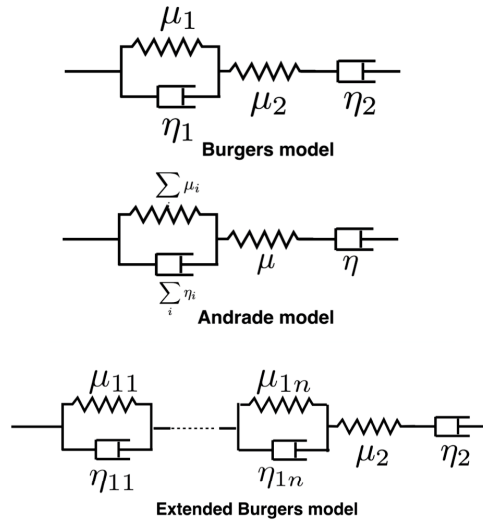 μ₁
η₁
μ₂
η₂
Burgers model
∑ᵢ μᵢ
∑ᵢ ηᵢ
μ
η
Andrade model
μ₁₁
η₁₁
μ₁ₙ
η₁ₙ
μ₂
η₂
Extended Burgers model